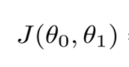 J(θ₀, θ₁) =